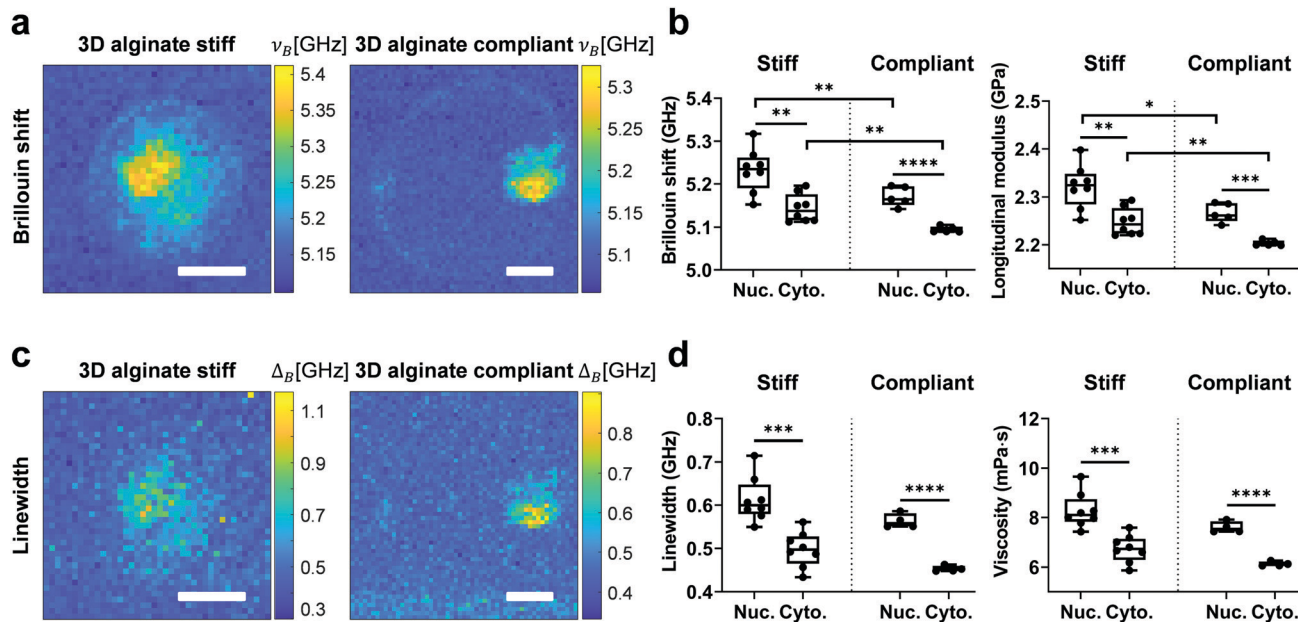 a
3D alginate stiff
ν_B[GHz]
3D alginate compliant
ν_B[GHz]
Brillouin shift
5.4
5.35
5.3
5.25
5.2
5.15
5.3
5.25
5.2
5.15
5.1
b
Stiff
Compliant
Brillouin shift (GHz)
5.4
5.3
5.2
5.1
5.0
**
**
**
****
Nuc.
Cyto.
Nuc.
Cyto.
Stiff
Compliant
Longitudinal modulus (GPa)
2.5
2.4
2.3
2.2
*
**
**
***
Nuc.
Cyto.
Nuc.
Cyto.
c
3D alginate stiff
Δ_B[GHz]
3D alginate compliant
Δ_B[GHz]
Linewidth
1.1
1
0.9
0.8
0.7
0.6
0.5
0.4
0.3
0.8
0.7
0.6
0.5
0.4
d
Stiff
Compliant
Linewidth (GHz)
0.8
0.7
0.6
0.5
0.4
***
****
Nuc.
Cyto.
Nuc.
Cyto.
Stiff
Compliant
Viscosity (mPa·s)
12
10
8
6
***
****
Nuc.
Cyto.
Nuc.
Cyto.